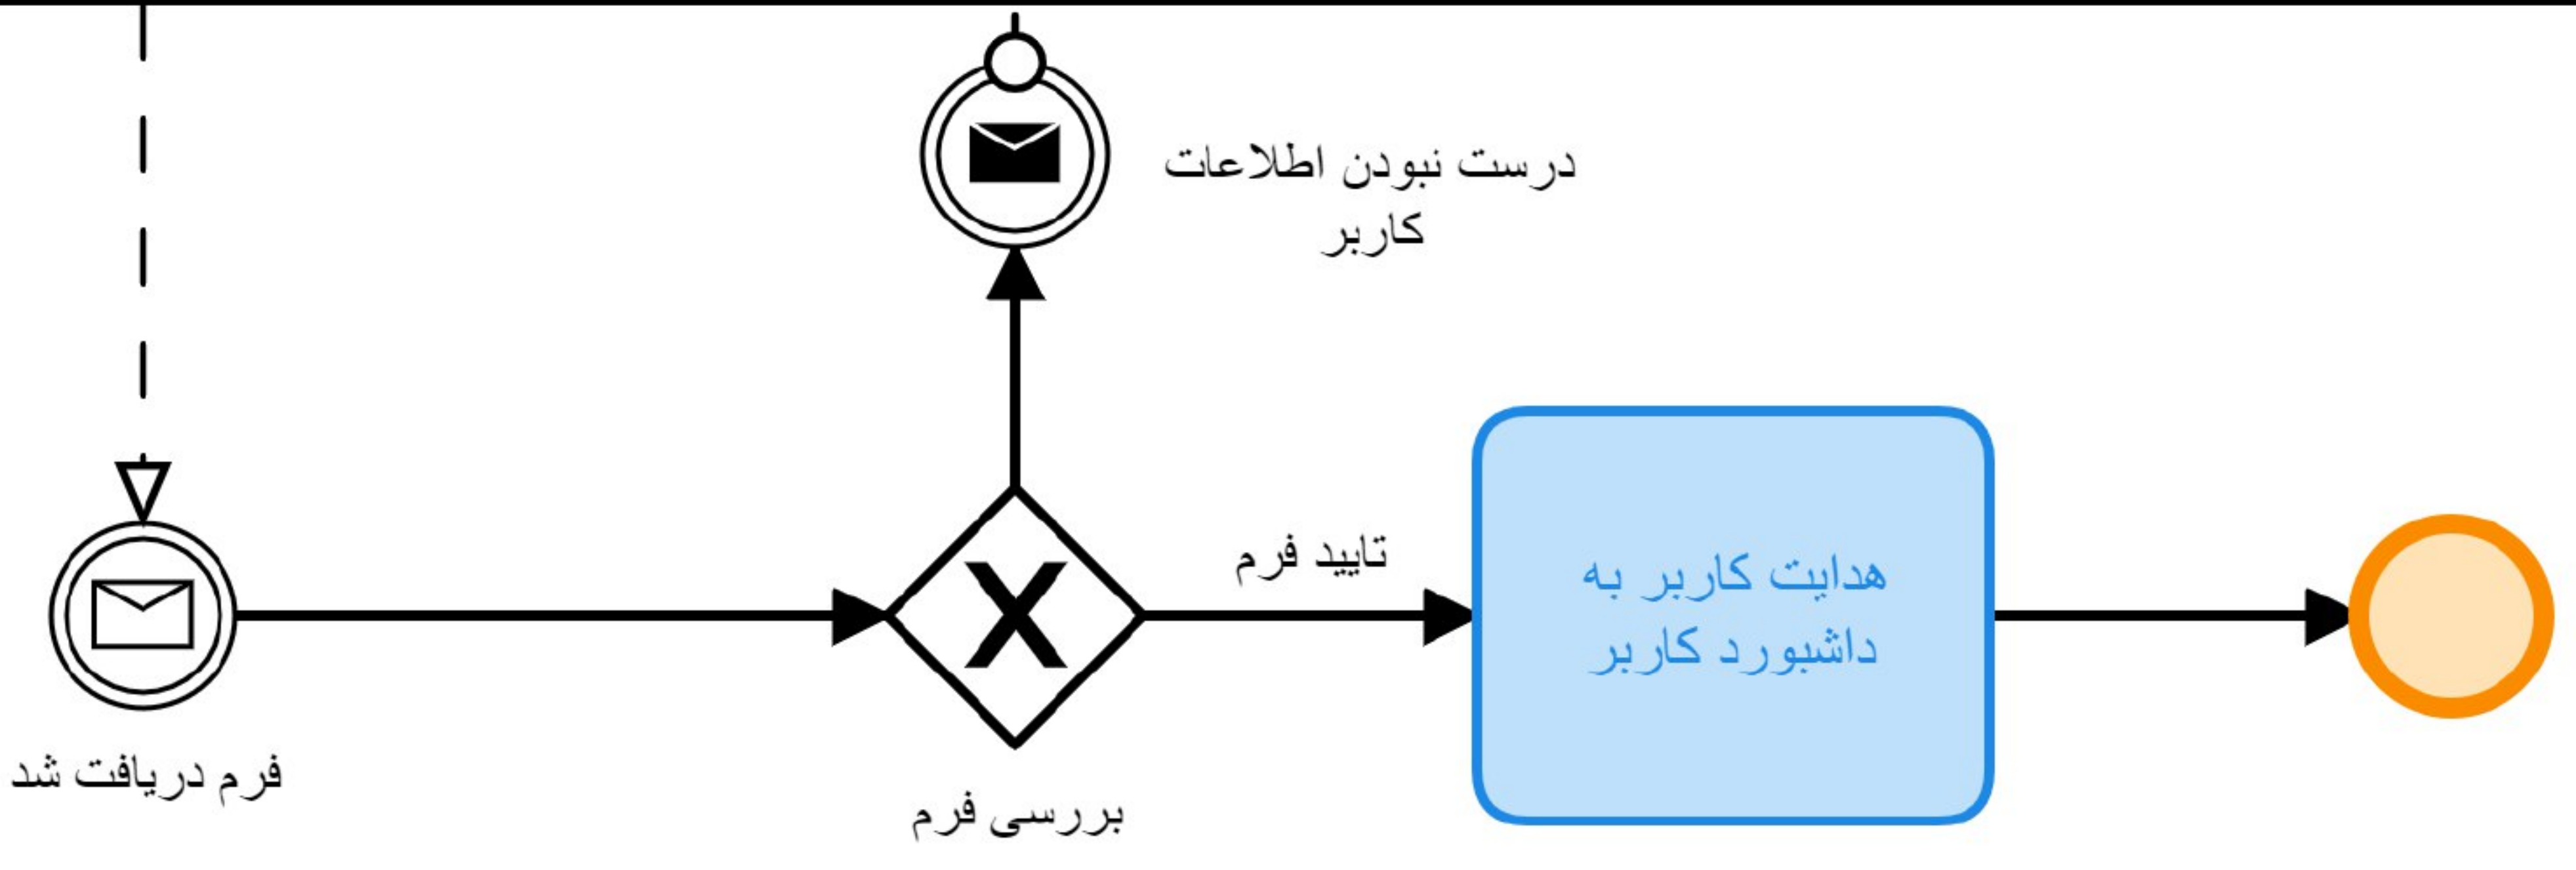 درست نبودن اطلاعات
کاربر
تایید فرم
هدایت کاربر به
داشبورد کاربر
فرم دریافت شد
بررسی فرم